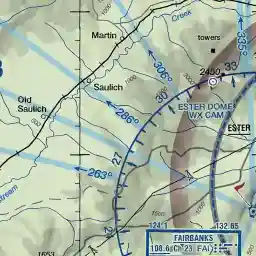 Martin
Creek
towers
335°
306°
2450
33
Saulich
30
ESTER DOME
WX CAM
Old
Saulich
286°
ESTER
27
263°
1653
124.1
132.65
FAIRBANKS
108.6